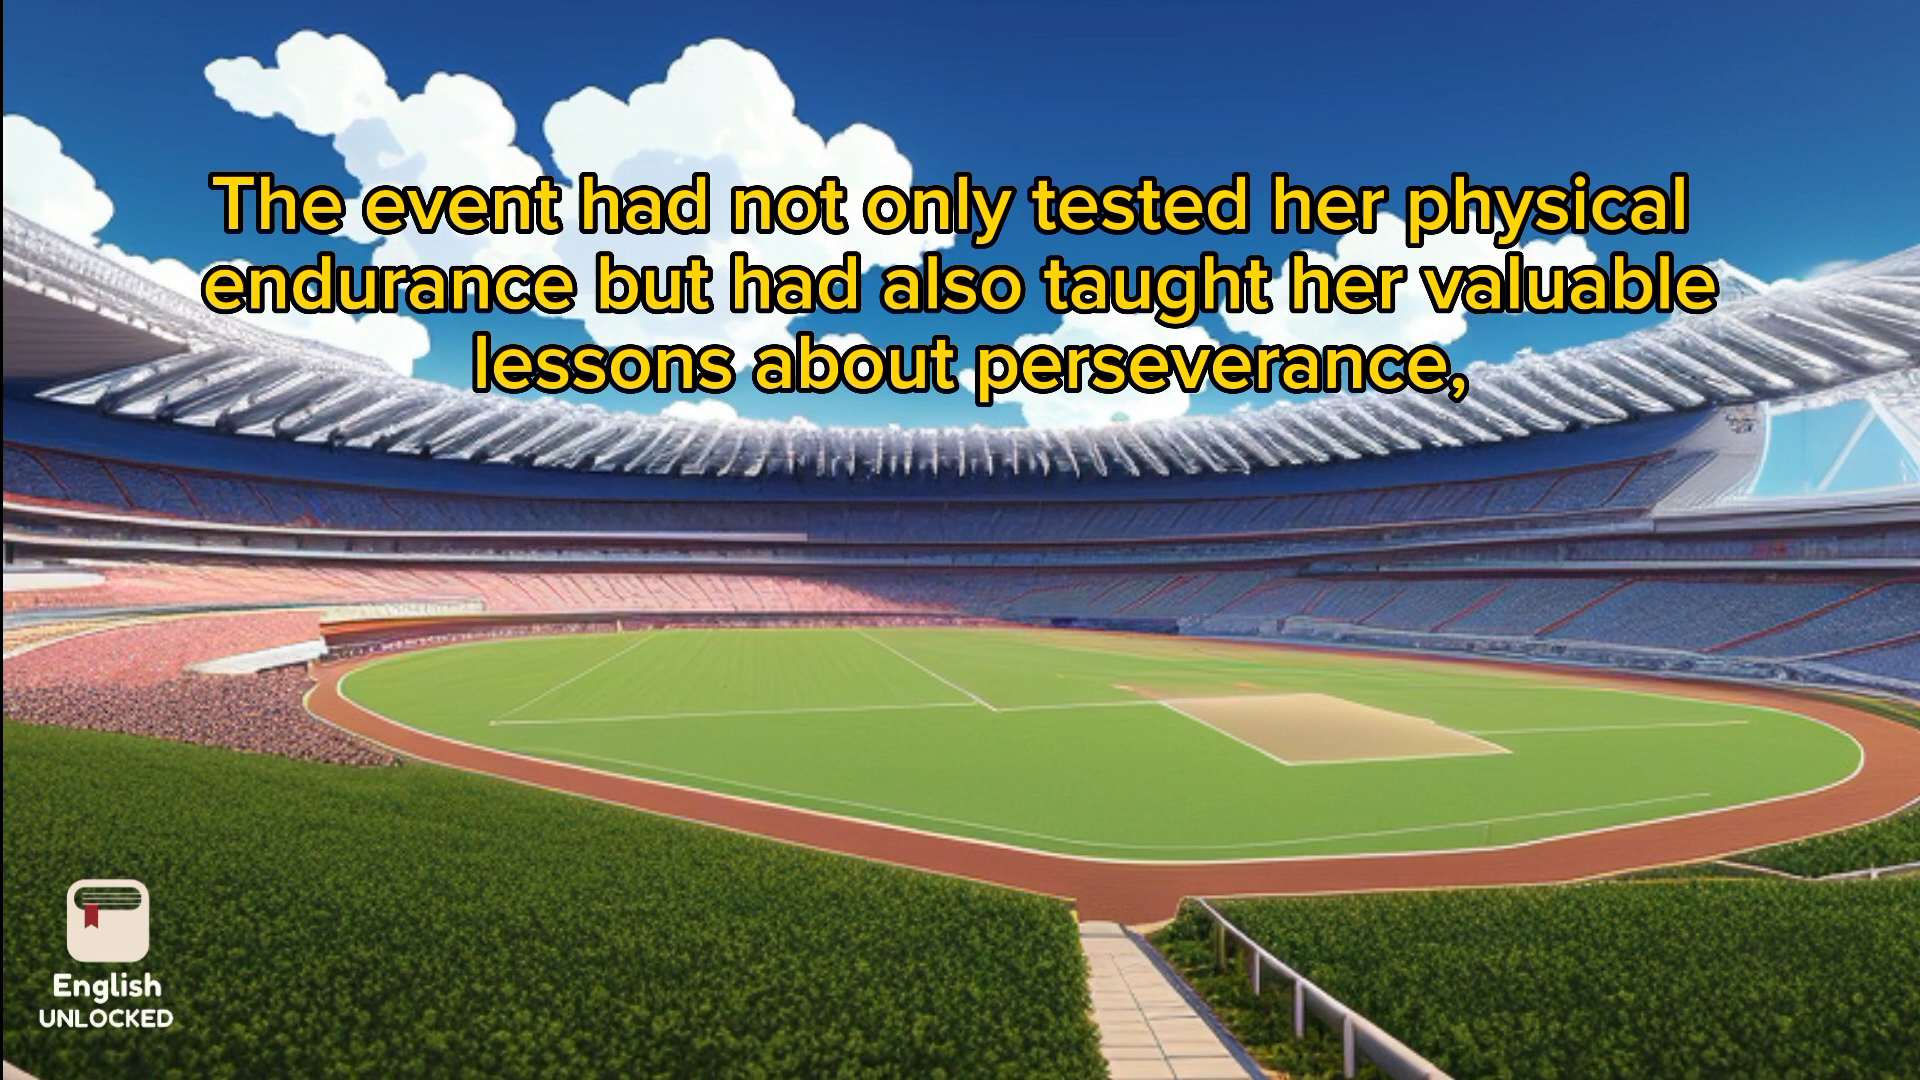 The event had not only tested her physical
endurance but had also taught her valuable
lessons about perseverance,
English
UNLOCKED